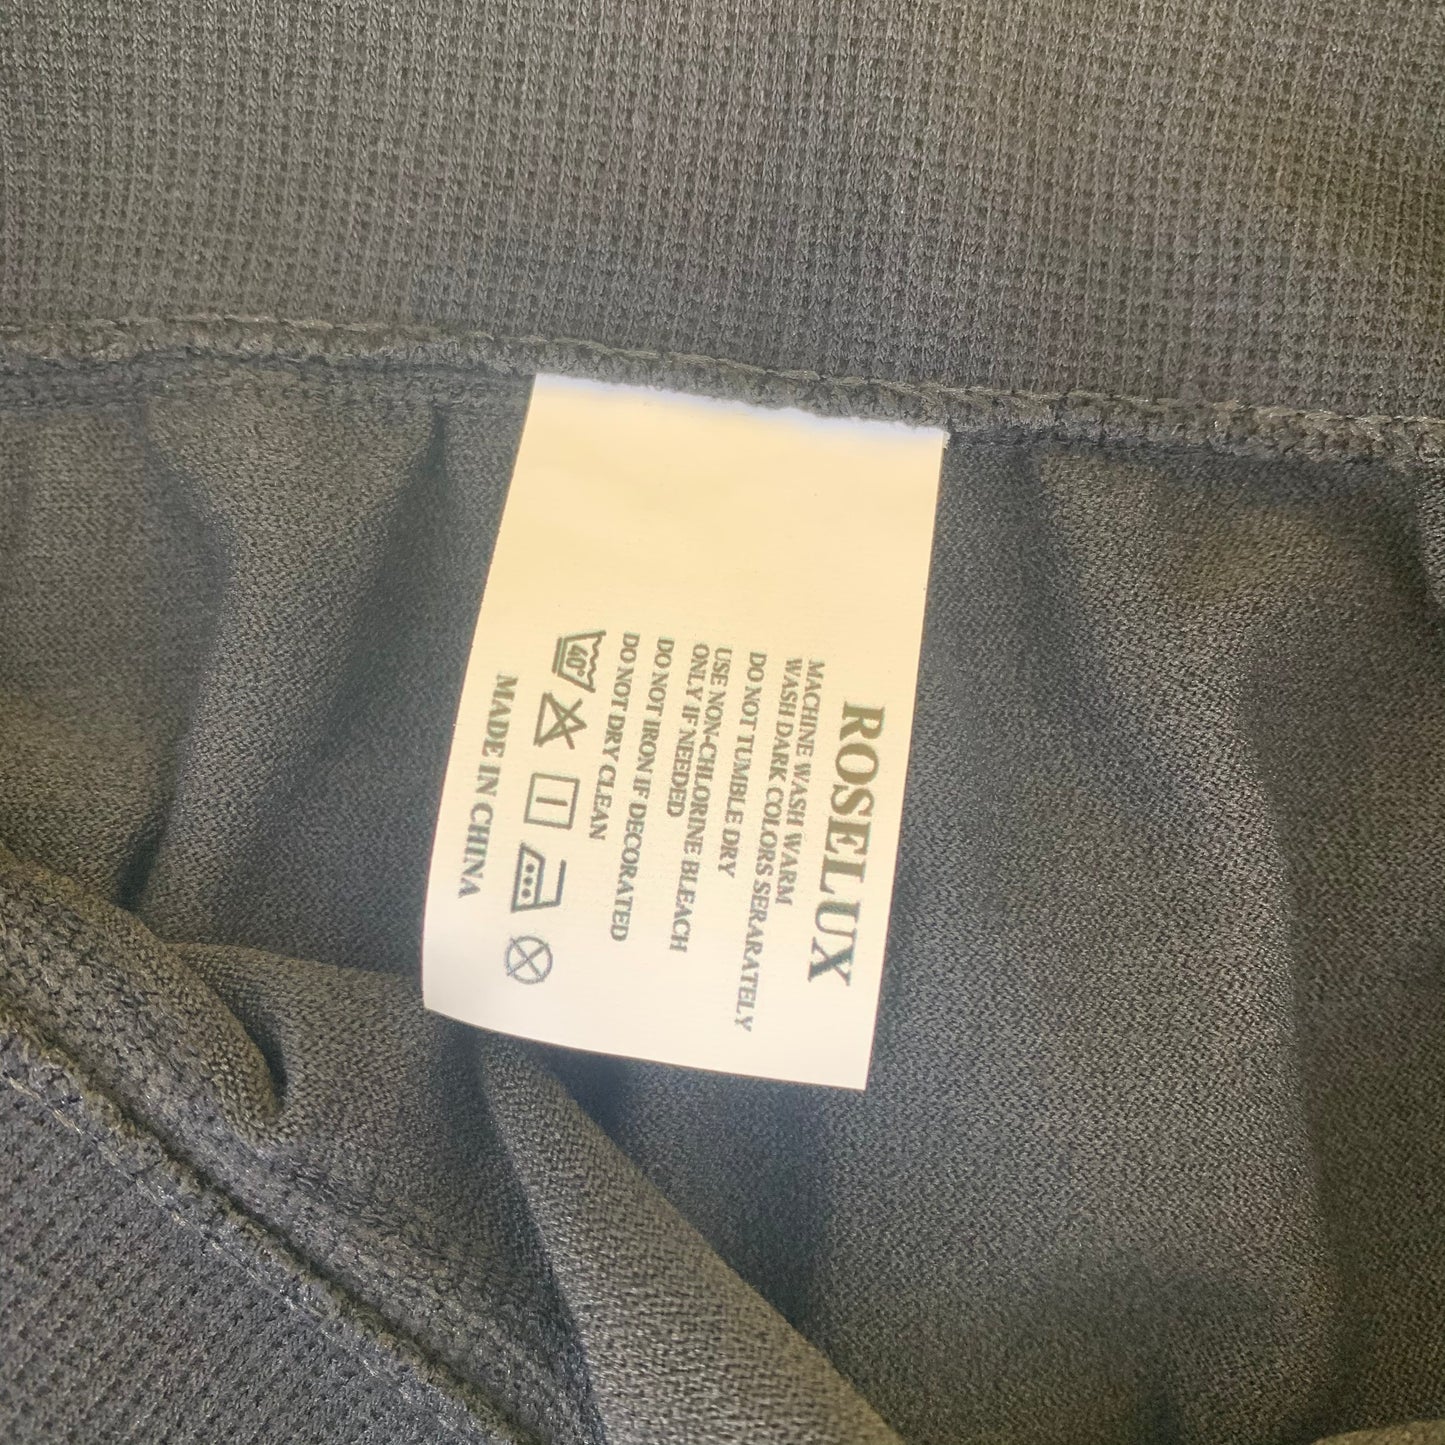 ROSELUX
MACHINE WASH WARM
WASH DARK COLORS SERARATELY
DO NOT TUMBLE DRY
USE NON-CHLORINE BLEACH
ONLY IF NEEDED
DO NOT IRON IF DECORATED
DO NOT DRY CLEAN
40°
MADE IN CHINA